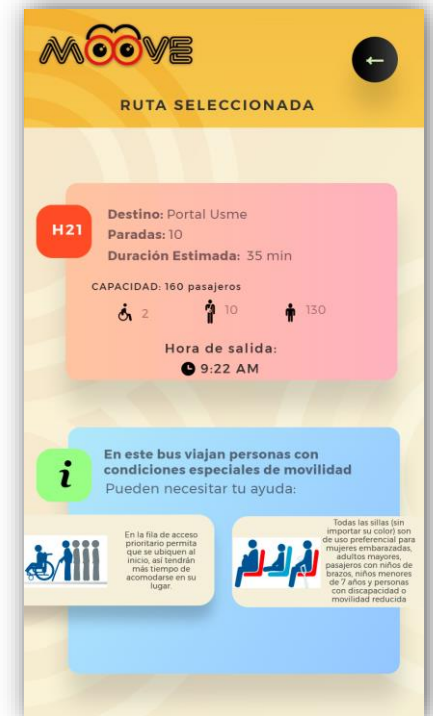 MOOVE
←
RUTA SELECCIONADA
H21
Destino: Portal Usme
Paradas: 10
Duración Estimada: 35 min
CAPACIDAD: 160 pasajeros
2
10
130
Hora de salida:
9:22 AM
i
En este bus viajan personas con
condiciones especiales de movilidad
Pueden necesitar tu ayuda:
En la fila de acceso
prioritario permita
que se ubiquen al
inicio, así tendrán
más tiempo de
acomodarse en su
lugar.
Todas las sillas (sin
importar su color) son
de uso preferencial para
mujeres embarazadas,
adultos mayores,
pasajeros con niños de
brazos, niños menores
de 7 años y personas
con discapacidad o
movilidad reducida